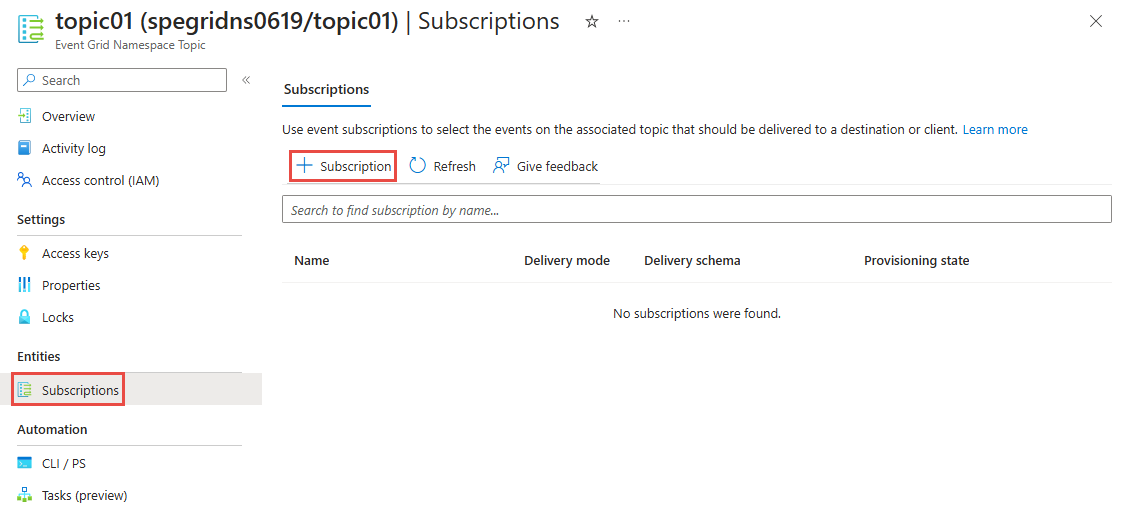 topic01 (spegridns0619/topic01) | Subscriptions
Event Grid Namespace Topic
Search
Overview
Activity log
Access control (IAM)
Settings
Access keys
Properties
Locks
Entities
Subscriptions
Automation
CLI / PS
Tasks (preview)
Subscriptions
Use event subscriptions to select the events on the associated topic that should be delivered to a destination or client. Learn more
Subscription Refresh Give feedback
Search to find subscription by name...
Name Delivery mode Delivery schema Provisioning state
No subscriptions were found.